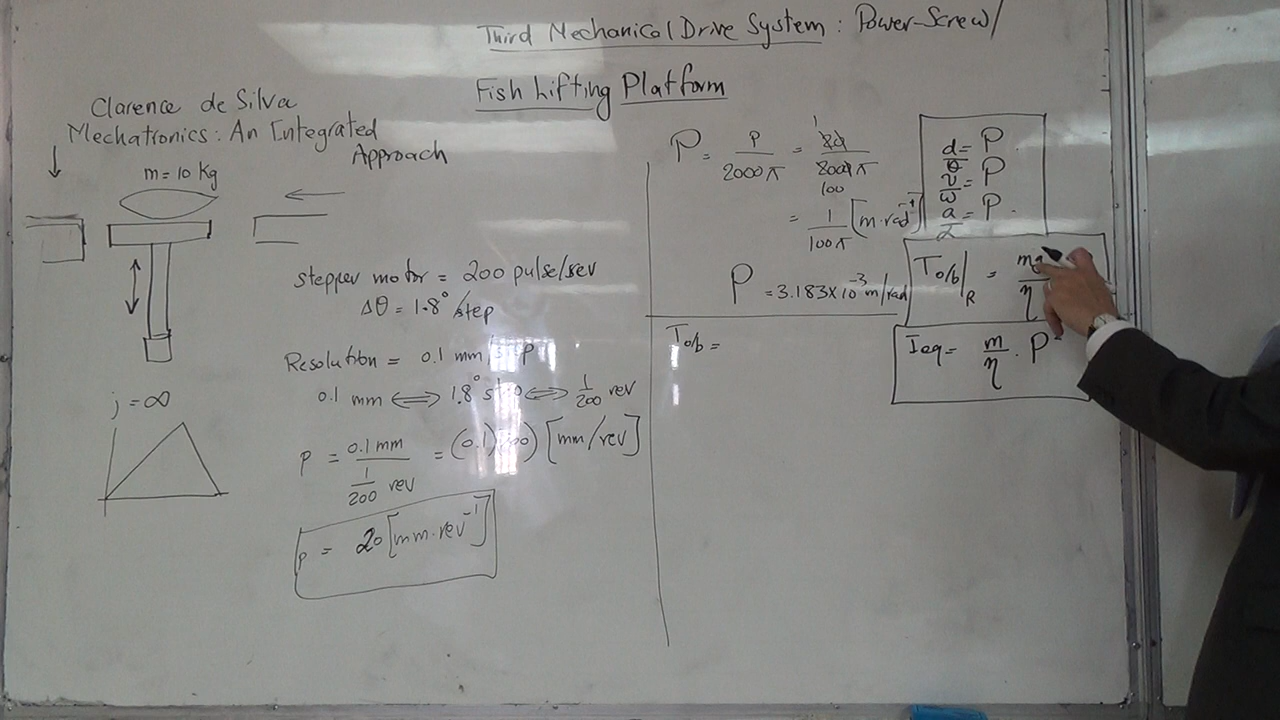 Third Mechanical Drive System: Power-Screw/
Fish Lifting Platform
Clarence de Silva
Mechatronics: An Integrated
Approach
m = 10 Kg
stepper motor = 200 pulse/rev
Δθ = 1.8°/step
Resolution = 0.1 mm/step
0.1 mm ⟺ 1.8° step ⟺ 1/200 rev
p = 0.1 mm / (1/200 rev) = (0.1)(200) [mm/rev]
p = 20 [mm.rev⁻¹]
j = ∞
P = p/2000π = 20/2000π
1
100
= 1/100π [m.rad⁻¹]
P = 3.183×10⁻³ m/rad
d/θ = P
v/ω = P
a/α = P
T o/b|R = m / η
Ieq = m/η . P²
T o/b =